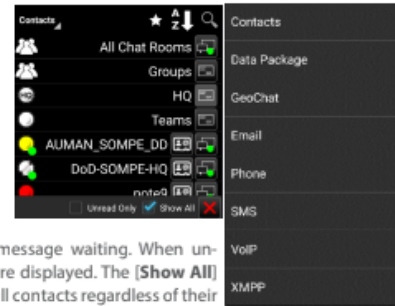 Contacts
All Chat Rooms
Groups
HQ
HQ
Teams
AUMAN_SOMPE_DD
DoD-SOMPE-HQ
note9
Unread Only Show All
Contacts
Data Package
GeoChat
Email
Phone
SMS
VoIP
XMPP
message waiting. When un-
re displayed. The [Show All]
ll contacts regardless of their